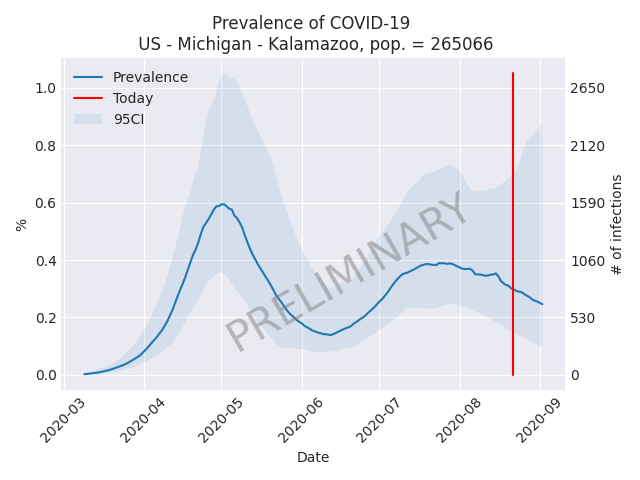 Prevalence of COVID-19
US - Michigan - Kalamazoo, pop. = 265066
Prevalence
Today
95CI
1.0
0.8
0.6
0.4
0.2
0.0
%
2650
2120
1590
1060
530
0
# of infections
PRELIMINARY
2020-03
2020-04
2020-05
2020-06
2020-07
2020-08
2020-09
Date